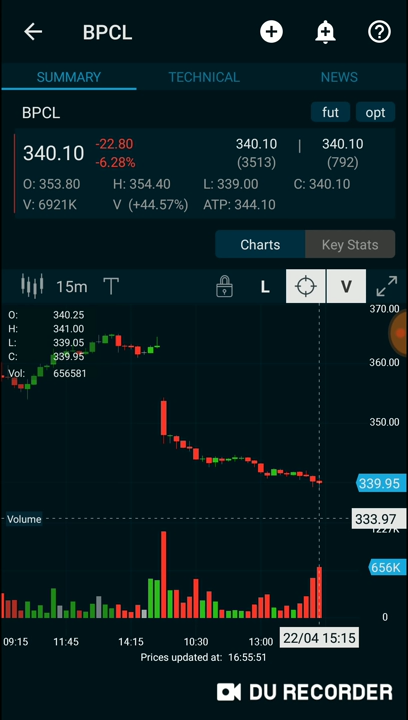 BPCL
SUMMARY TECHNICAL NEWS
BPCL fut opt
340.10 -22.80 -6.28% 340.10 (3513) | 340.10 (792)
O: 353.80 H: 354.40 L: 339.00 C: 340.10
V: 6921K V (+44.57%) ATP: 344.10
Charts Key Stats
15m T L V
370.00
O: 340.25
H: 341.00
L: 339.05
C: 339.95
Vol: 656581
360.00
350.00
339.95
Volume 333.97
1227K
656K
0
09:15 11:45 14:15 10:30 13:00 22/04 15:15
Prices updated at: 16:55:51
DU RECORDER